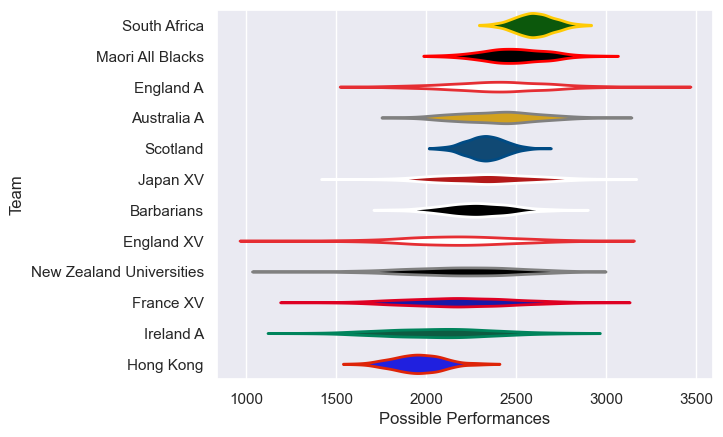 South Africa
Maori All Blacks
England A
Australia A
Scotland
Japan XV
Barbarians
England XV
New Zealand Universities
France XV
Ireland A
Hong Kong
Team
1000 1500 2000 2500 3000 3500
Possible Performances